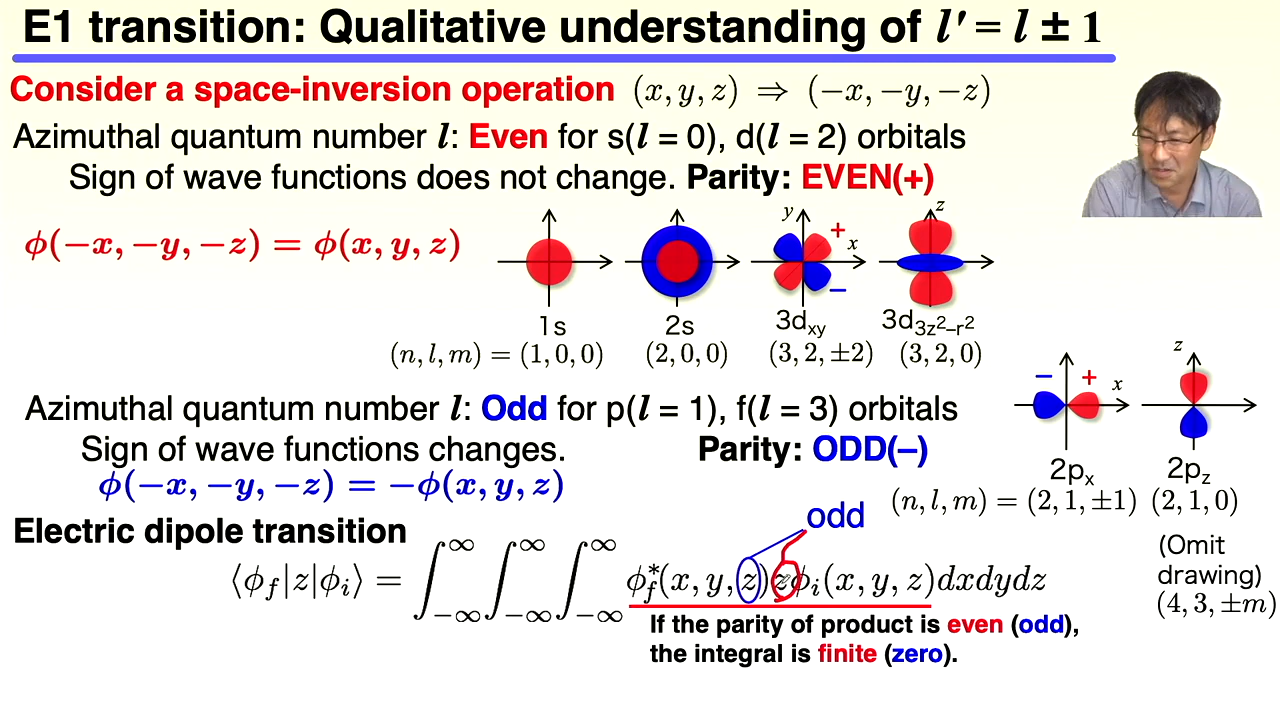 E1 transition: Qualitative understanding of l′ = l ± 1
Consider a space-inversion operation (x, y, z) ⇒ (−x, −y, −z)
Azimuthal quantum number l: Even for s(l = 0), d(l = 2) orbitals
Sign of wave functions does not change. Parity: EVEN(+)
ϕ(−x, −y, −z) = ϕ(x, y, z)
y + x −
z
1s 2s 3dxy 3d3z²–r²
(n, l, m) = (1, 0, 0) (2, 0, 0) (3, 2, ±2) (3, 2, 0)
− + x
z
Azimuthal quantum number l: Odd for p(l = 1), f(l = 3) orbitals
Sign of wave functions changes. Parity: ODD(–)
ϕ(−x, −y, −z) = −ϕ(x, y, z)
2px 2pz
(n, l, m) = (2, 1, ±1) (2, 1, 0)
Electric dipole transition
odd
⟨ϕf|z|ϕi⟩ = ∫−∞∞ ∫−∞∞ ∫−∞∞ ϕf*(x, y, z)zϕi(x, y, z)dxdydz
(Omit
drawing)
(4, 3, ±m)
If the parity of product is even (odd),
the integral is finite (zero).